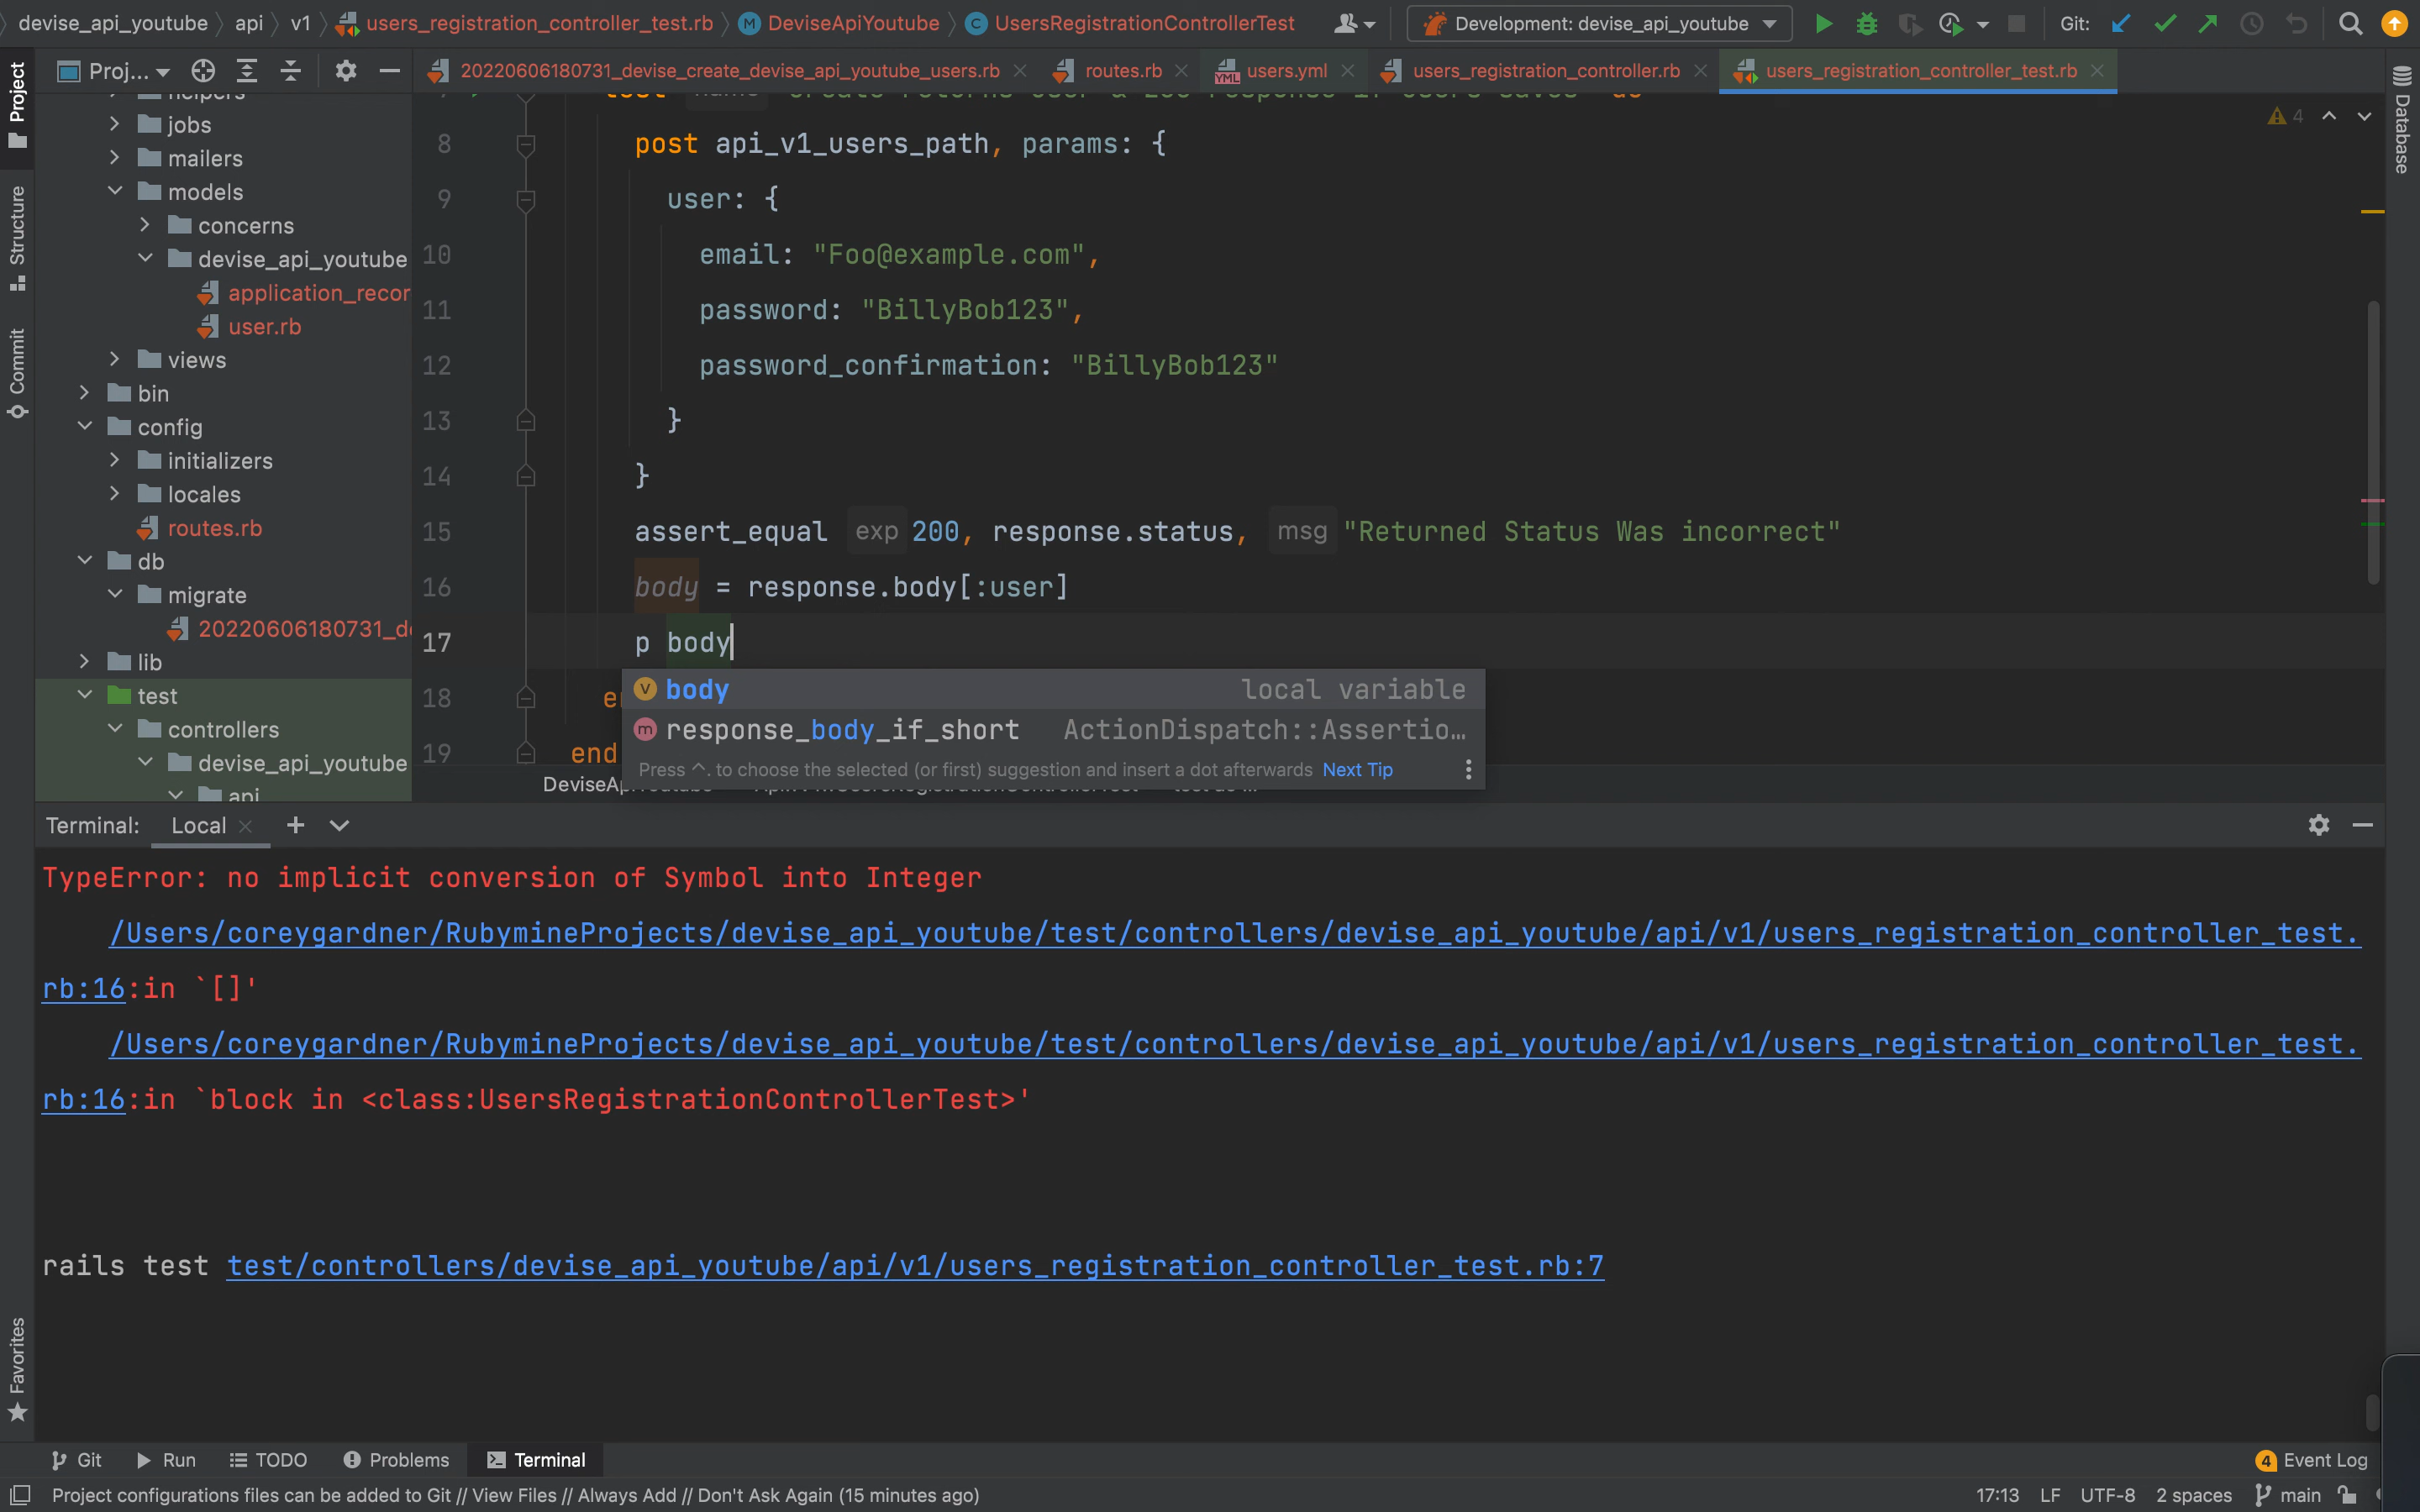 devise_api_youtube api v1 users_registration_controller_test.rb DeviseApiYoutube UsersRegistrationControllerTest Development: devise_api_youtube Git:
Project
Structure
Commit
Favorites
Database
Proj...
20220606180731_devise_create_devise_api_youtube_users.rb routes.rb users.yml users_registration_controller.rb users_registration_controller_test.rb
helpers
jobs
mailers
models
concerns
devise_api_youtube
application_recor
user.rb
views
bin
config
initializers
locales
routes.rb
db
migrate
20220606180731_d
lib
test
controllers
devise_api_youtube
api
4
8 post api_v1_users_path, params: {
9 user: {
10 email: "Foo@example.com",
11 password: "BillyBob123",
12 password_confirmation: "BillyBob123"
13 }
14 }
15 assert_equal exp 200, response.status, msg "Returned Status Was incorrect"
16 body = response.body[:user]
17 p body
18
19 end
body local variable
response_body_if_short ActionDispatch::Assertio…
Press ^. to choose the selected (or first) suggestion and insert a dot afterwards Next Tip
Terminal: Local
TypeError: no implicit conversion of Symbol into Integer
/Users/coreygardner/RubymineProjects/devise_api_youtube/test/controllers/devise_api_youtube/api/v1/users_registration_controller_test.
rb:16:in `[]'
/Users/coreygardner/RubymineProjects/devise_api_youtube/test/controllers/devise_api_youtube/api/v1/users_registration_controller_test.
rb:16:in `block in <class:UsersRegistrationControllerTest>'
rails test test/controllers/devise_api_youtube/api/v1/users_registration_controller_test.rb:7
Git Run TODO Problems Terminal 4 Event Log
Project configurations files can be added to Git // View Files // Always Add // Don't Ask Again (15 minutes ago) 17:13 LF UTF-8 2 spaces main